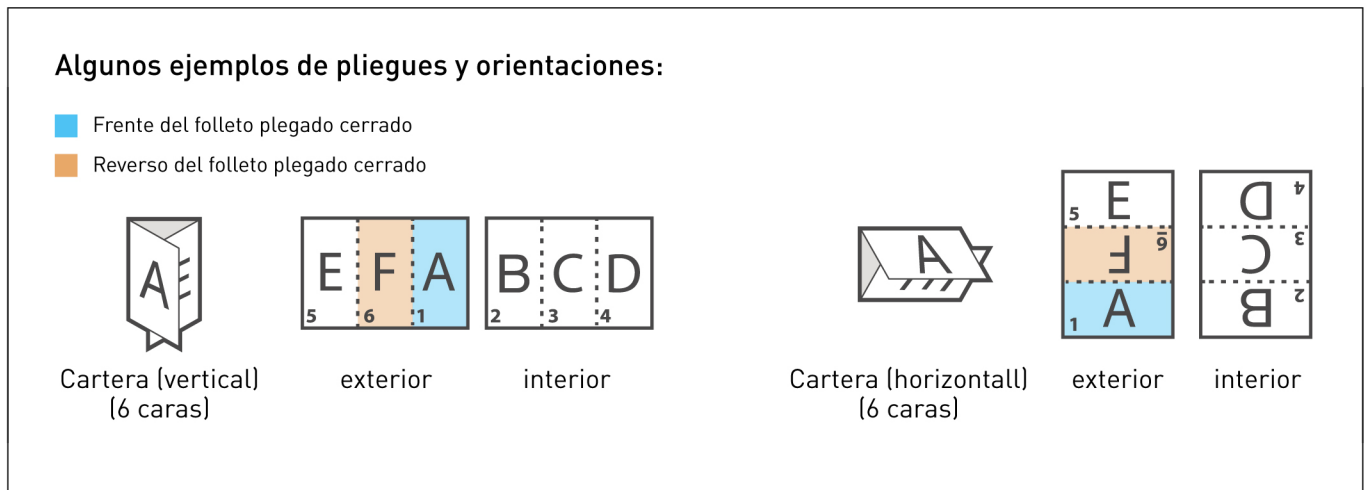 Algunos ejemplos de pliegues y orientaciones:
Frente del folleto plegado cerrado
Reverso del folleto plegado cerrado
A
E F A
5 6 1
B C D
2 3 4
Cartera (vertical)
(6 caras)
exterior
interior
A
E
5
F
6
A
1
D
4
C
3
B
2
Cartera (horizontall)
(6 caras)
exterior
interior